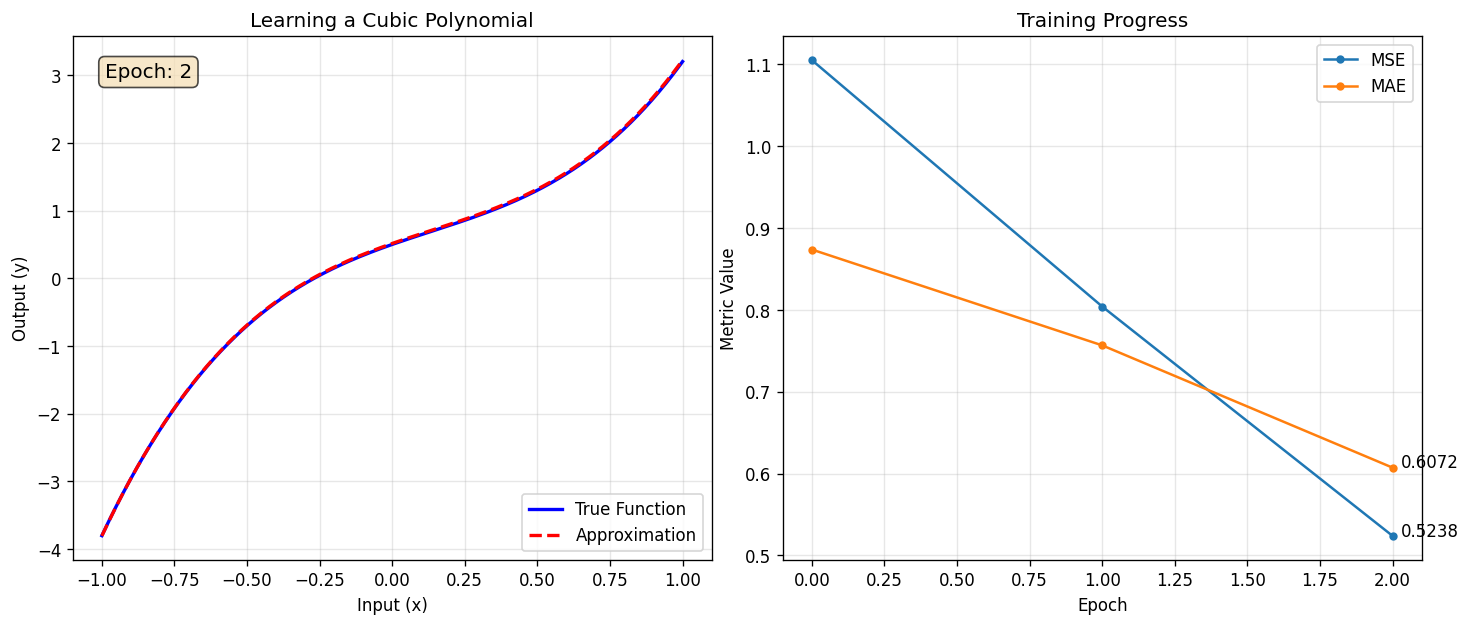 Learning a Cubic Polynomial
Epoch: 2
3
2
1
0
−1
−2
−3
−4
Output (y)
True Function
Approximation
−1.00 −0.75 −0.50 −0.25 0.00 0.25 0.50 0.75 1.00
Input (x)
Training Progress
MSE
MAE
1.1
1.0
0.9
0.8
0.7
0.6
0.5
Metric Value
0.6072
0.5238
0.00 0.25 0.50 0.75 1.00 1.25 1.50 1.75 2.00
Epoch